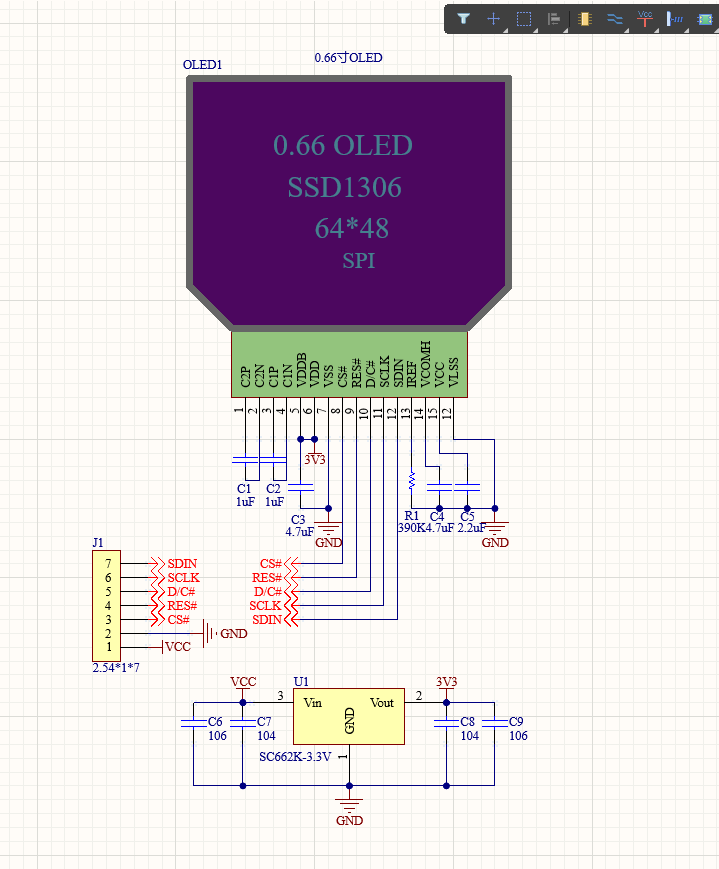 Vcc
0.66寸OLED
OLED1
0.66 OLED
SSD1306
64*48
SPI
C2P
C2N
C1P
C1N
VDDB
VDD
VSS
CS#
RES#
D/C#
SCLK
SDIN
IREF
VCOMH
VCC
VLSS
1
2
3
4
5
6
7
8
9
10
11
12
13
14
15
12
3V3
C1
1uF
C2
1uF
C3
4.7uF
GND
R1
390K
C4
4.7uF
C5
2.2uF
GND
J1
7 SDIN
6 SCLK
5 D/C#
4 RES#
3 CS#
2 GND
1 VCC
2.54*1*7
CS#
RES#
D/C#
SCLK
SDIN
VCC
U1
3V3
3 Vin Vout 2
GND
1
C6
106
C7
104
C8
104
C9
106
SC662K-3.3V
GND